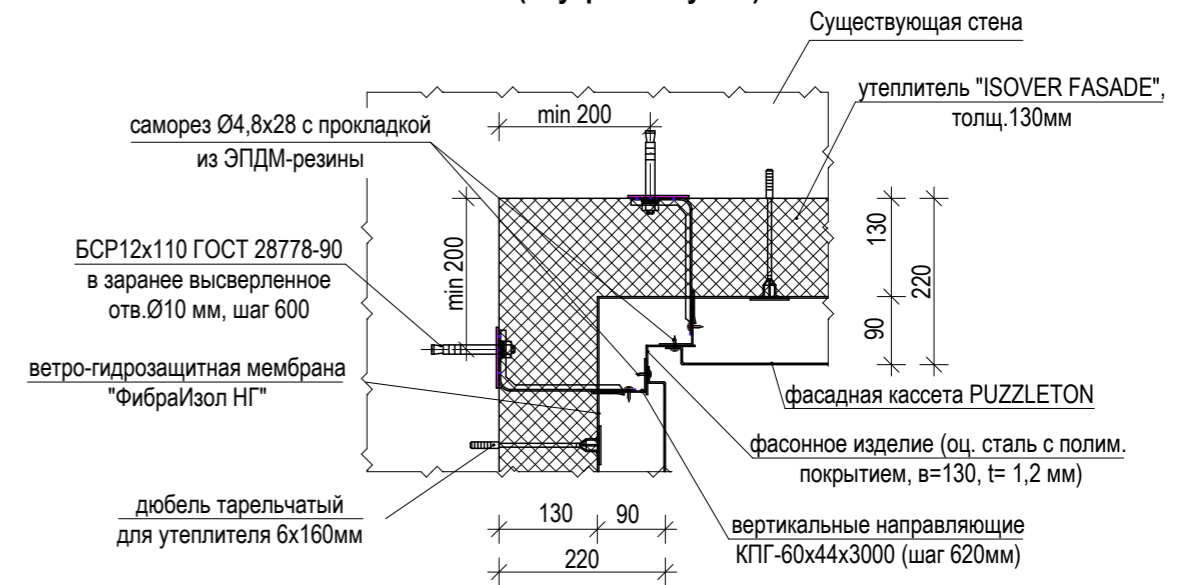 Существующая стена
утеплитель "ISOVER FASADE",
толщ.130мм
min 200
саморез Ø4,8х28 с прокладкой
из ЭПДМ-резины
БСР12х110 ГОСТ 28778-90
в заранее высверленное
отв.Ø10 мм, шаг 600
min 200
130
220
90
ветро-гидрозащитная мембрана
"ФибраИзол НГ"
фасадная кассета PUZZLETON
фасонное изделие (оц. сталь с полим.
покрытием, в=130, t= 1,2 мм)
дюбель тарельчатый
для утеплителя 6х160мм
130
90
220
вертикальные направляющие
КПГ-60х44х3000 (шаг 620мм)